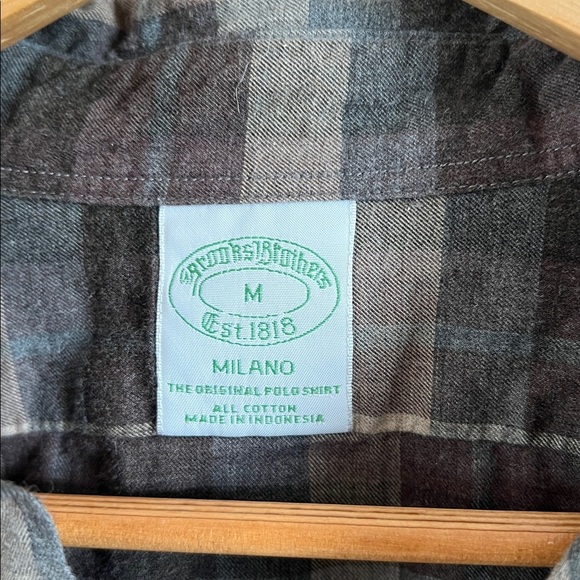 Brooks Brothers
M
Est. 1818
MILANO
THE ORIGINAL POLO SHIRT
ALL COTTON
MADE IN INDONESIA